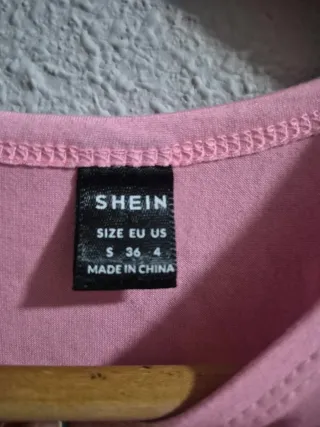 SHEIN
SIZE EU US
S 36 4
MADE IN CHINA